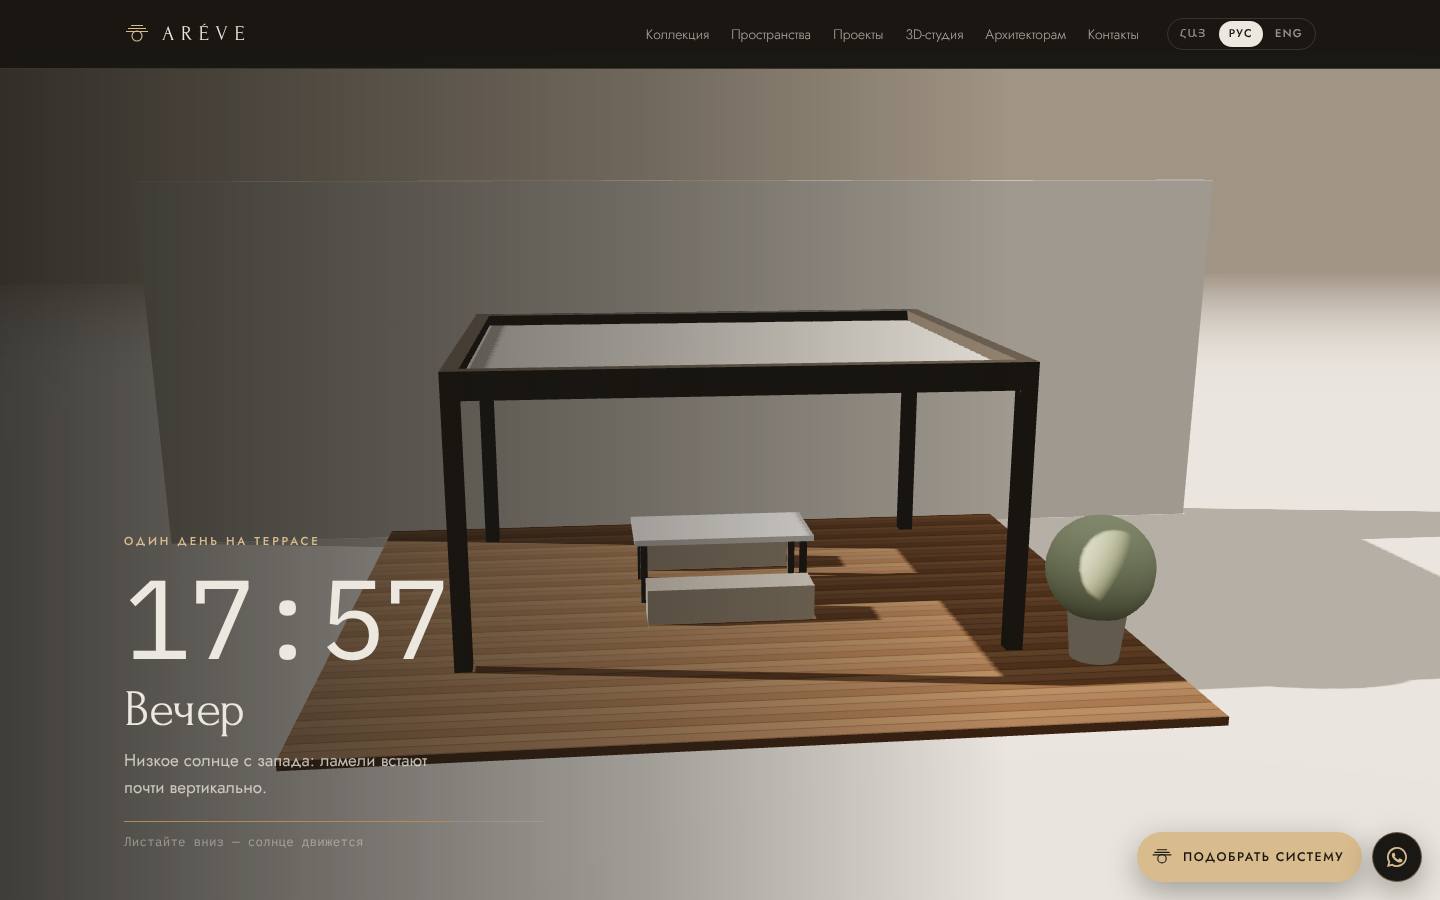 ARÉVE
Коллекция Пространства Проекты 3D-студия Архитекторам Контакты ՀԱՅ РУС ENG
ОДИН ДЕНЬ НА ТЕРРАСЕ
17:57
Вечер
Низкое солнце с запада: ламели встают
почти вертикально.
Листайте вниз — солнце движется
ПОДОБРАТЬ СИСТЕМУ